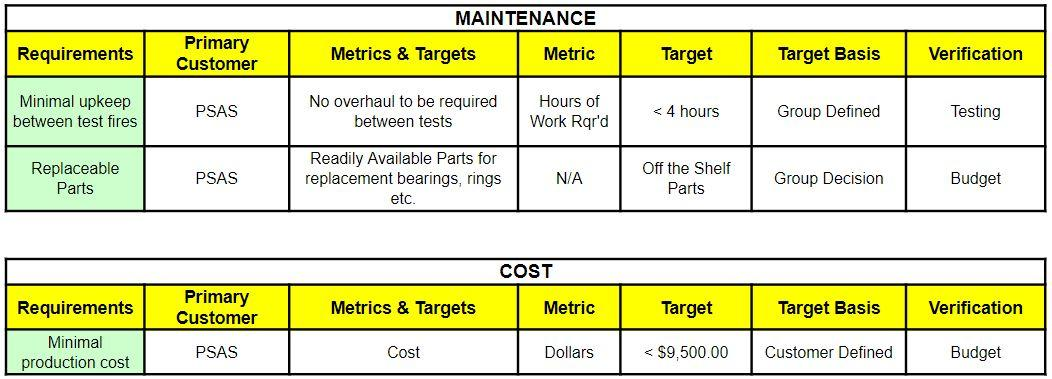 MAINTENANCE
Requirements Primary Customer Metrics & Targets Metric Target Target Basis Verification
Minimal upkeep between test fires PSAS No overhaul to be required between tests Hours of Work Rqr'd < 4 hours Group Defined Testing
Replaceable Parts PSAS Readily Available Parts for replacement bearings, rings etc. N/A Off the Shelf Parts Group Decision Budget
COST
Requirements Primary Customer Metrics & Targets Metric Target Target Basis Verification
Minimal production cost PSAS Cost Dollars < $9,500.00 Customer Defined Budget